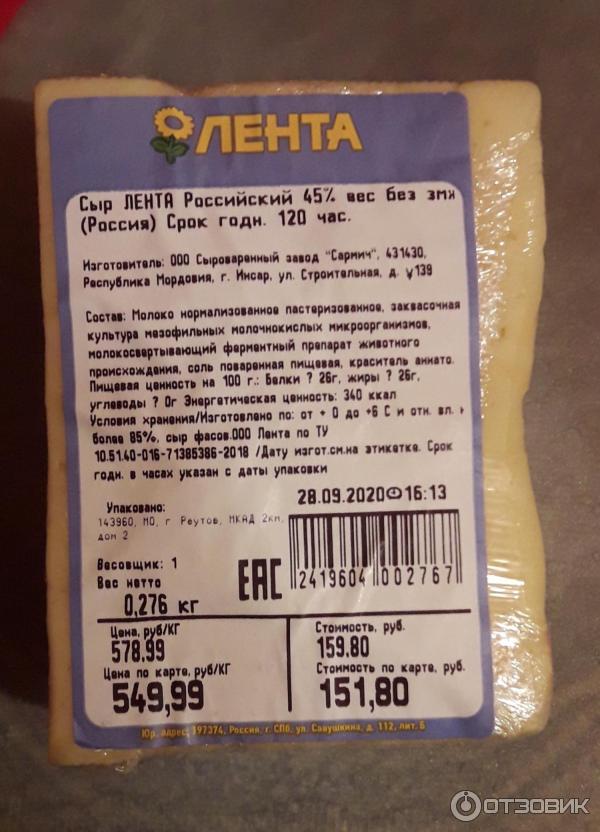 ЛЕНТА
Сыр ЛЕНТА Российский 45% вес без змж
(Россия) Срок годн. 120 час.
Изготовитель: ООО Сыроваренный завод "Сармич", 431430,
Республика Мордовия, г. Инсар, ул. Строительная, д. 139
Состав: Молоко нормализованное пастеризованное, заквасочная
культура мезофильных молочнокислых микроорганизмов,
молокосвертывающий ферментный препарат животного
происхождения, соль поваренная пищевая, краситель аннато.
Пищевая ценность на 100 г.: Белки ? 26г, жиры ? 26г,
углеводы ? 0г Энергетическая ценность: 340 ккал
Условия хранения/Изготовлено по: от + 0 до +6 С и отн. вл.
более 85%, сыр фасов.ООО Лента по ТУ
10.51.40-016-71385386-2018 /Дату изгот.см.на этикетке. Срок
годн. в часах указан с даты упаковки
28.09.2020 16:13
Упаковано:
143960, МО, г Реутов, МКАД 2км,
дом 2
Весовщик: 1
Вес нетто
0,276 кг
ЕАС
2419604 002767
Цена, руб/КГ
578.99
Цена по карте, руб/КГ
549,99
Стоимость, руб.
159.80
Стоимость по карте, руб.
151,80
Юр. адрес: 197374, Россия, г. СПб, ул. Савушкина, д. 112, лит. Б
ОТЗОВИК